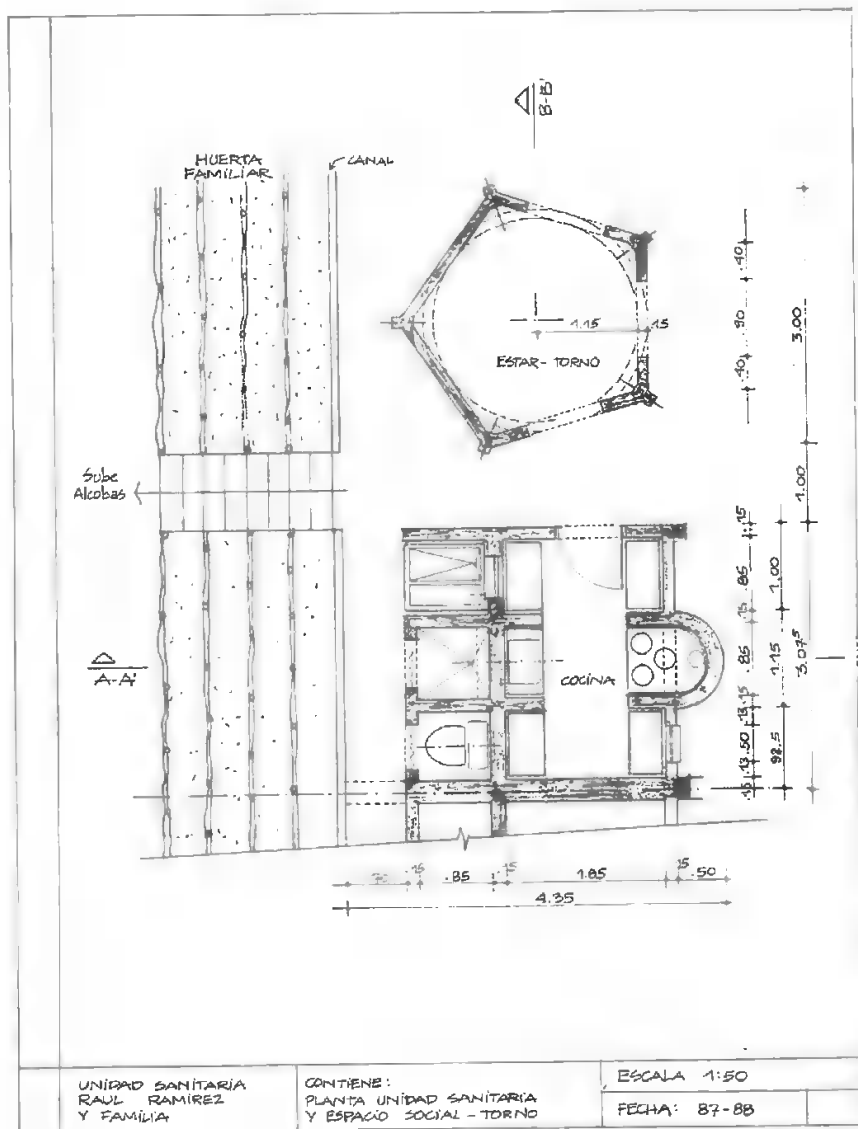 B-B'
HUERTA
FAMILIAR
CANAL
.40
.90
.40
3.00
1.15
.15
ESTAR - TORNO
Sube
Alcobas
1.00
.15
.85
1.00
.15
A-A'
.85
1.15
3.07⁵
COCINA
.15
.13
.50
92.5
.13
.15
.15
.85
.15
1.85
.15
.50
4.35
UNIDAD SANITARIA
RAUL RAMIREZ
Y FAMILIA
CONTIENE:
PLANTA UNIDAD SANITARIA
Y ESPACIO SOCIAL - TORNO
ESCALA 1:50
FECHA: 87-88